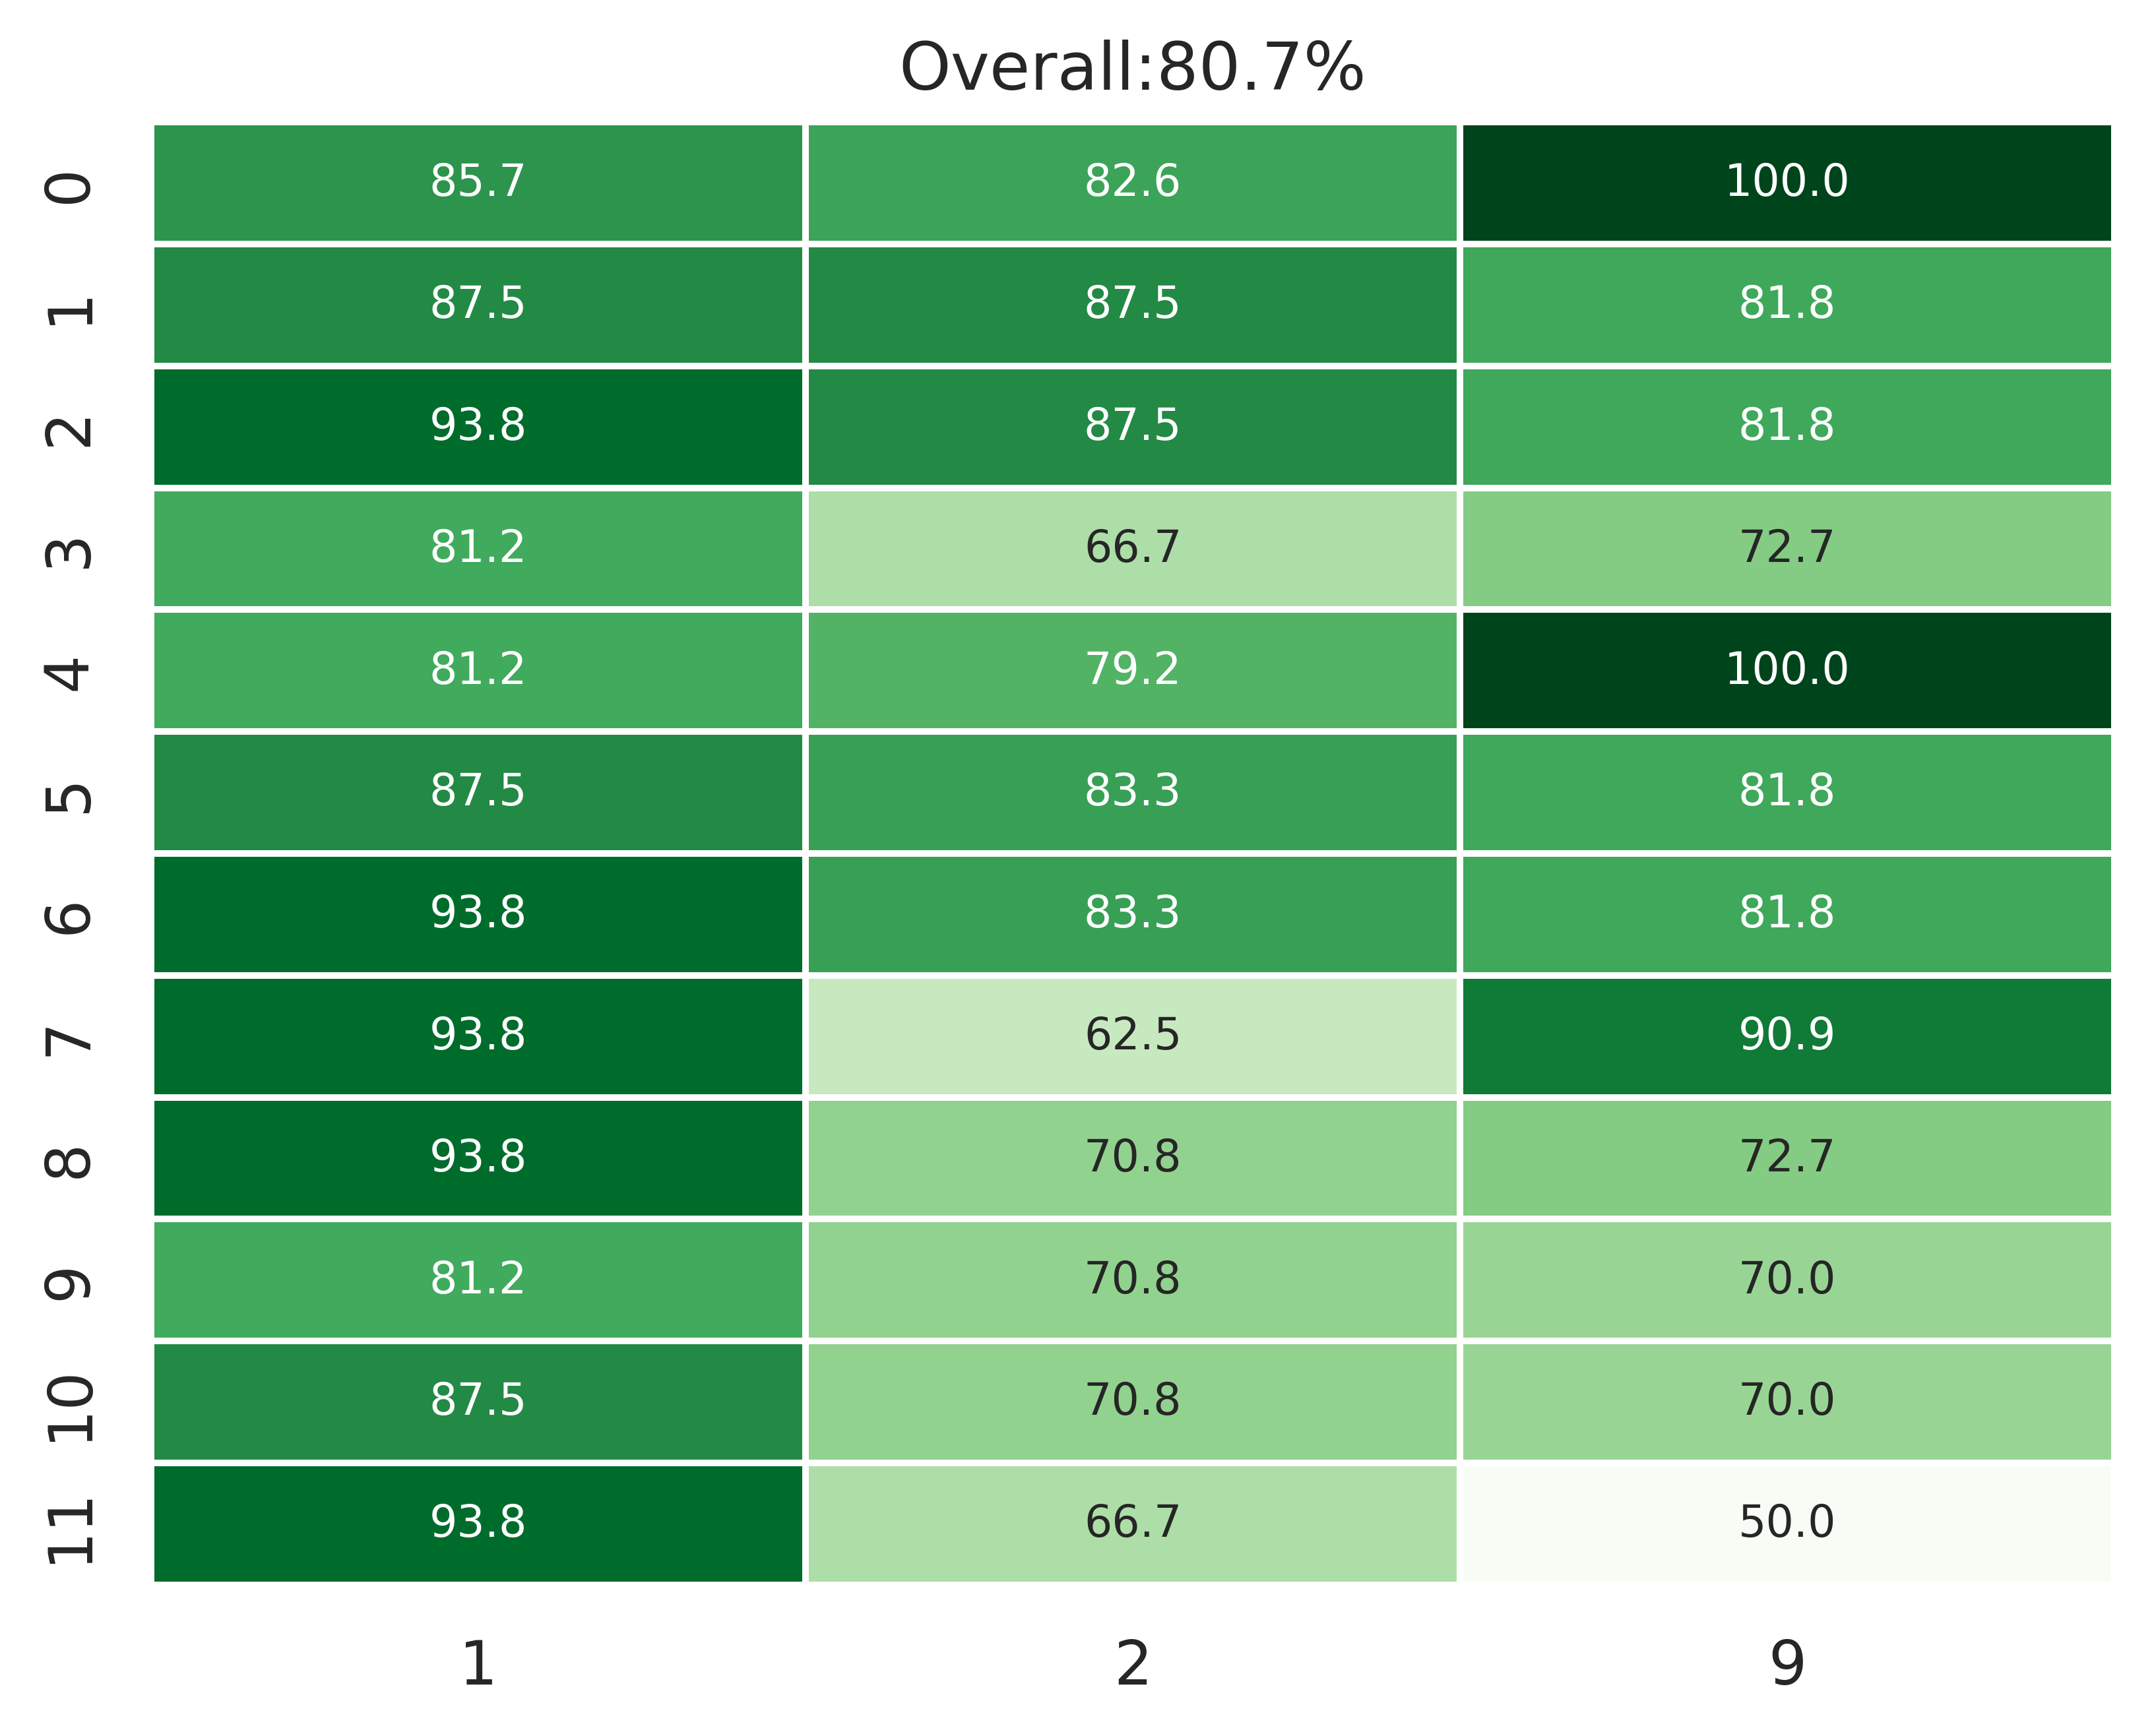 Overall:80.7%
0 85.7 82.6 100.0
1 87.5 87.5 81.8
2 93.8 87.5 81.8
3 81.2 66.7 72.7
4 81.2 79.2 100.0
5 87.5 83.3 81.8
6 93.8 83.3 81.8
7 93.8 62.5 90.9
8 93.8 70.8 72.7
9 81.2 70.8 70.0
10 87.5 70.8 70.0
11 93.8 66.7 50.0
1 2 9